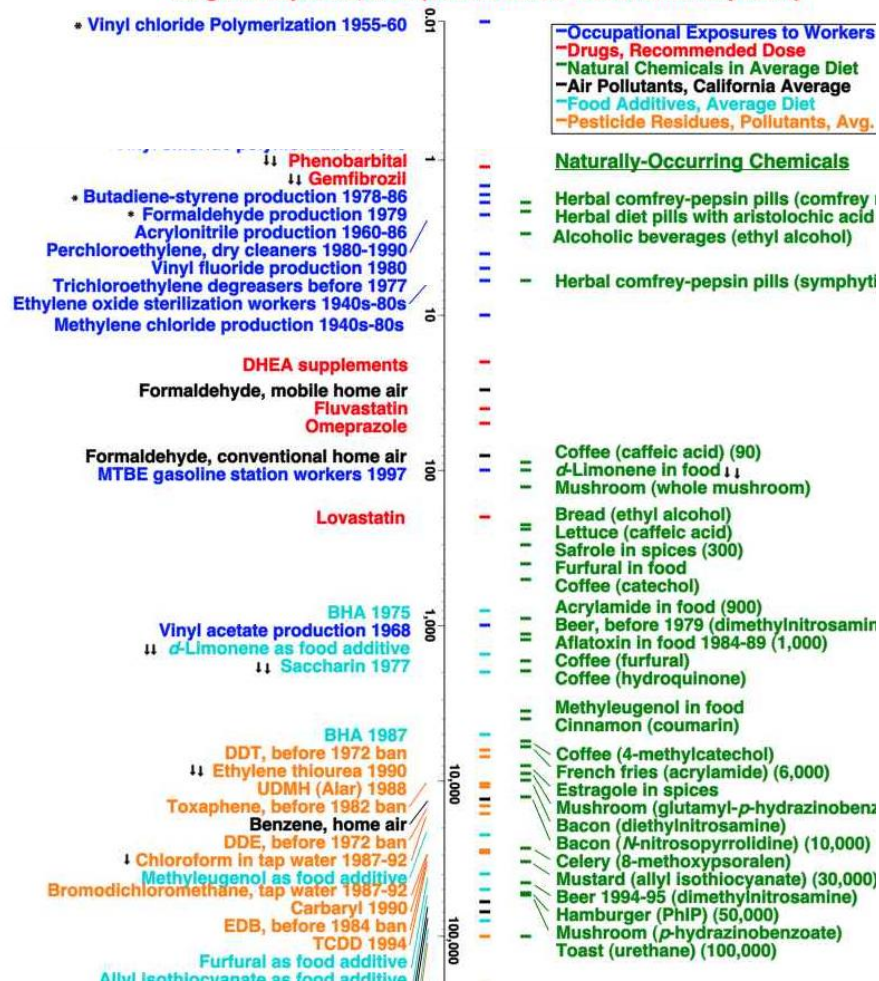 * Vinyl chloride Polymerization 1955-60
0.01
Occupational Exposures to Workers
Drugs, Recommended Dose
Natural Chemicals in Average Diet
Air Pollutants, California Average
Food Additives, Average Diet
Pesticide Residues, Pollutants, Avg.
↓↓ Phenobarbital
1
Naturally-Occurring Chemicals
↓↓ Gemfibrozil
* Butadiene-styrene production 1978-86
* Formaldehyde production 1979
Acrylonitrile production 1960-86
Perchloroethylene, dry cleaners 1980-1990
Vinyl fluoride production 1980
Trichloroethylene degreasers before 1977
Ethylene oxide sterilization workers 1940s-80s
Methylene chloride production 1940s-80s
Herbal comfrey-pepsin pills (comfrey
Herbal diet pills with aristolochic acid
Alcoholic beverages (ethyl alcohol)
Herbal comfrey-pepsin pills (symphyti
10
DHEA supplements
Formaldehyde, mobile home air
Fluvastatin
Omeprazole
Formaldehyde, conventional home air
MTBE gasoline station workers 1997
100
Coffee (caffeic acid) (90)
d-Limonene in food ↓↓
Mushroom (whole mushroom)
Lovastatin
Bread (ethyl alcohol)
Lettuce (caffeic acid)
Safrole in spices (300)
Furfural in food
Coffee (catechol)
BHA 1975
Vinyl acetate production 1968
↓↓ d-Limonene as food additive
↓↓ Saccharin 1977
1,000
Acrylamide in food (900)
Beer, before 1979 (dimethylnitrosamin
Aflatoxin in food 1984-89 (1,000)
Coffee (furfural)
Coffee (hydroquinone)
Methyleugenol in food
Cinnamon (coumarin)
BHA 1987
DDT, before 1972 ban
↓↓ Ethylene thiourea 1990
UDMH (Alar) 1988
Toxaphene, before 1982 ban
Benzene, home air
DDE, before 1972 ban
↓ Chloroform in tap water 1987-92
Methyleugenol as food additive
Bromodichloromethane, tap water 1987-92
Carbaryl 1990
EDB, before 1984 ban
TCDD 1994
Furfural as food additive
Allyl isothiocyanate as food additive
10,000
100,000
Coffee (4-methylcatechol)
French fries (acrylamide) (6,000)
Estragole in spices
Mushroom (glutamyl-p-hydrazinobenz
Bacon (diethylnitrosamine)
Bacon (N-nitrosopyrrolidine) (10,000)
Celery (8-methoxypsoralen)
Mustard (allyl isothiocyanate) (30,000)
Beer 1994-95 (dimethylnitrosamine)
Hamburger (PhIP) (50,000)
Mushroom (p-hydrazinobenzoate)
Toast (urethane) (100,000)